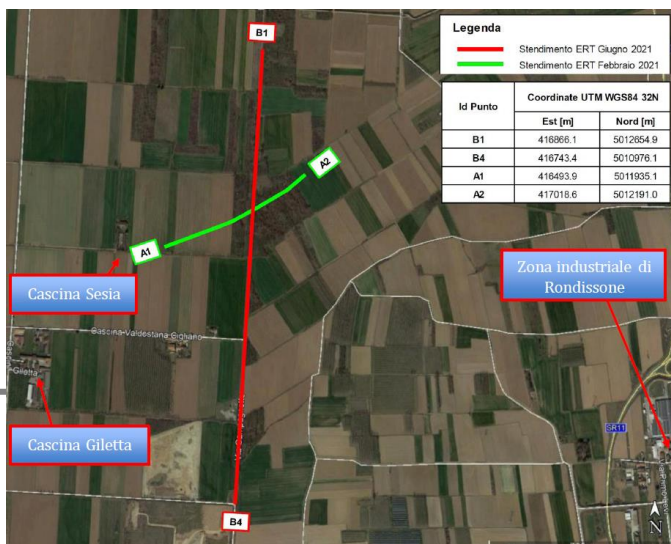 Legenda
Stendimento ERT Giugno 2021
Stendimento ERT Febbraio 2021
Id Punto
Coordinate UTM WGS84 32N
Est [m] Nord [m]
B1 416866.1 5012654.9
B4 416743.4 5010976.1
A1 416493.9 5011935.1
A2 417018.6 5012191.0
B1
A2
A1
Cascina Sesia
Zona industriale di
Rondissone
Cascina Valdostana Cigliano
Giletta
Cascina Giletta
SR11
B4
N